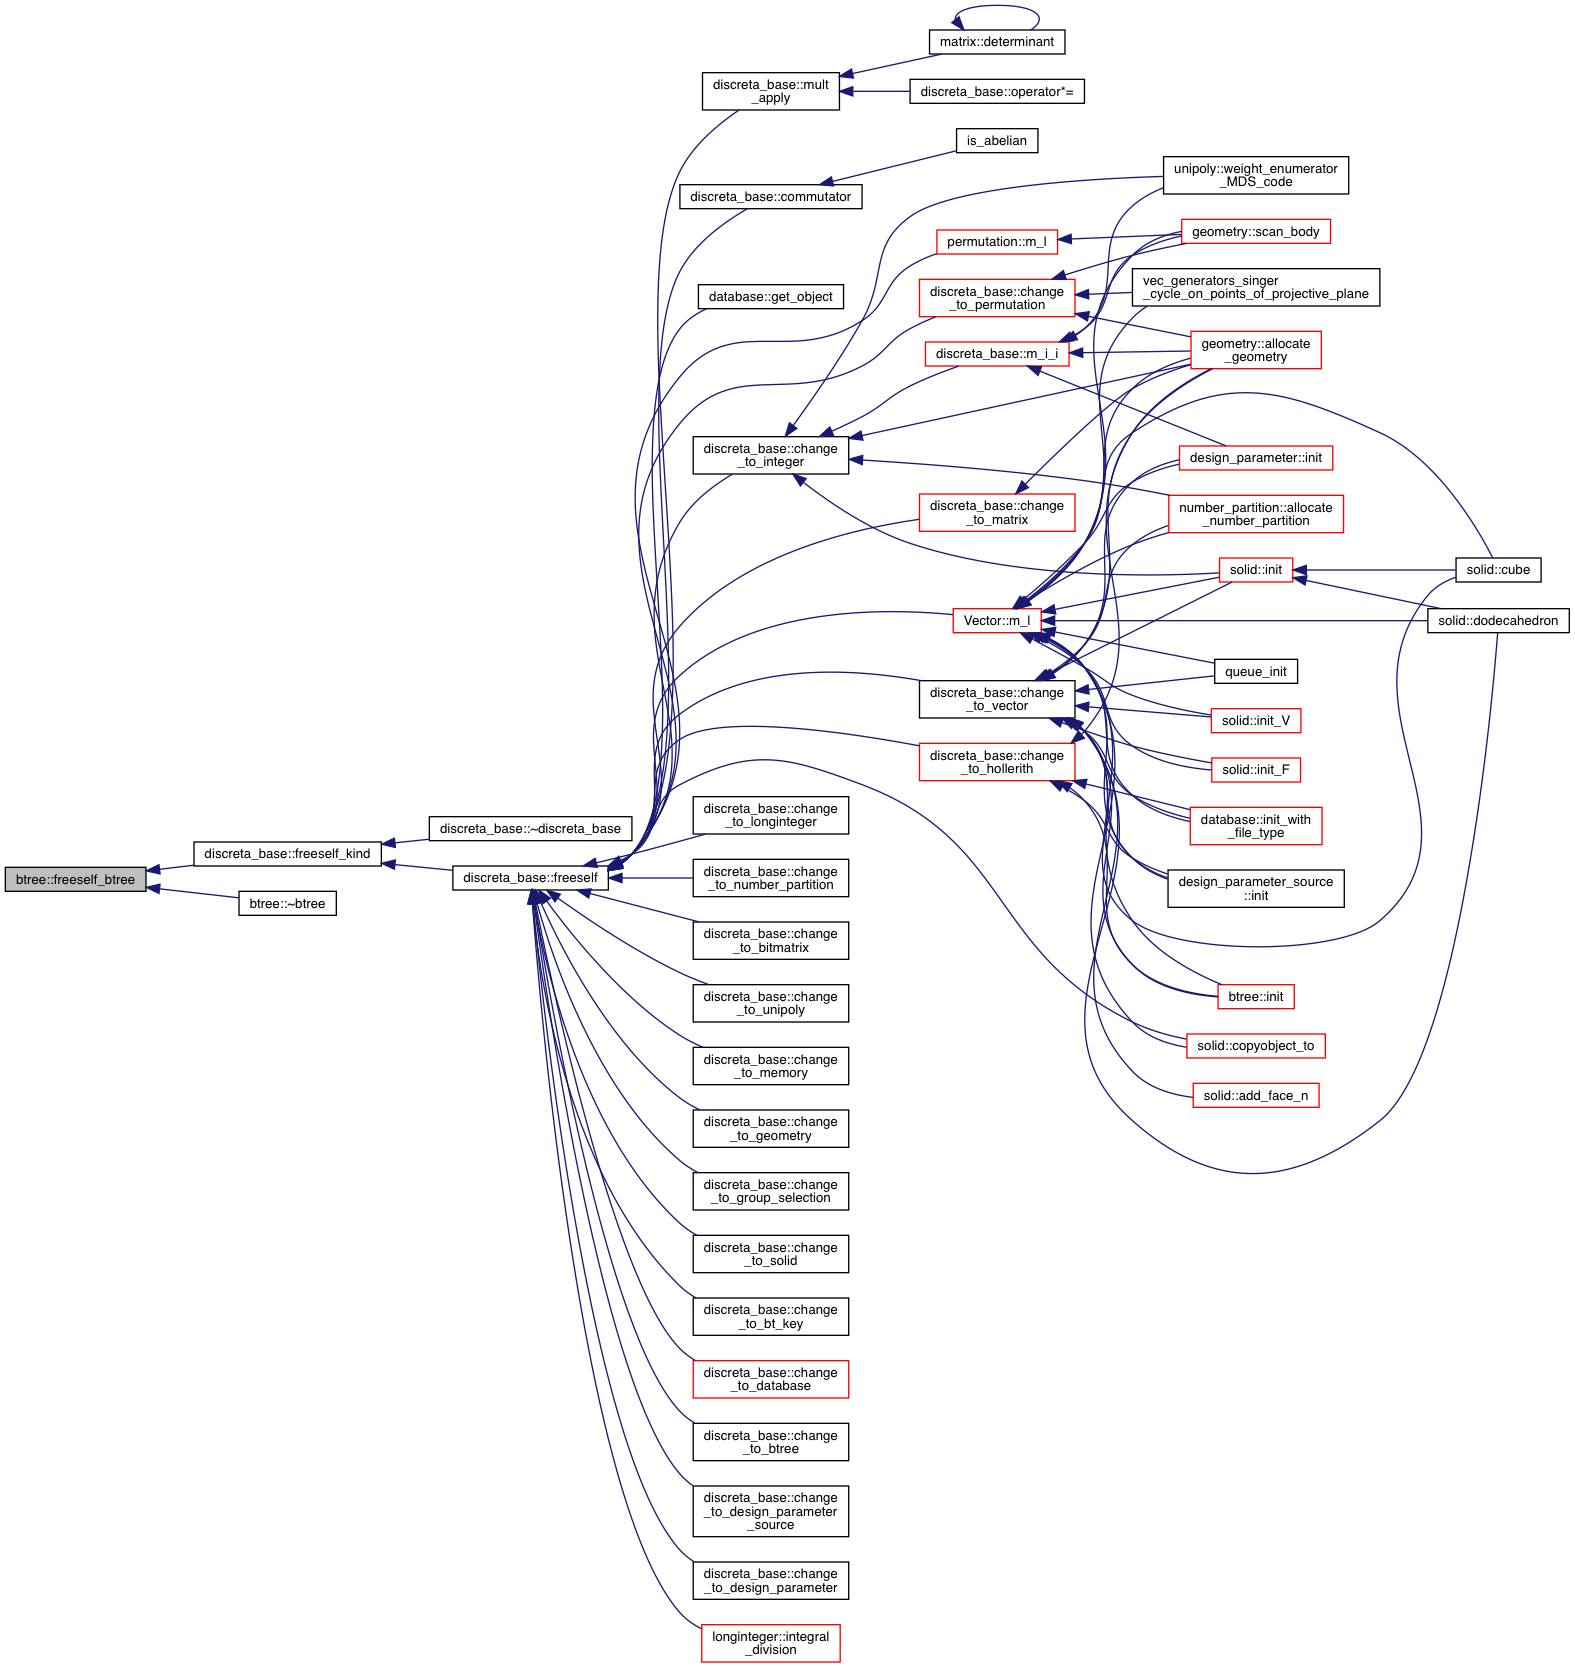 matrix::determinant
discreta_base::mult
_apply
discreta_base::operator*=
is_abelian
unipoly::weight_enumerator
_MDS_code
discreta_base::commutator
geometry::scan_body
permutation::m_l
vec_generators_singer
_cycle_on_points_of_projective_plane
discreta_base::change
_to_permutation
database::get_object
geometry::allocate
_geometry
discreta_base::m_i_i
discreta_base::change
_to_integer
design_parameter::init
discreta_base::change
_to_matrix
number_partition::allocate
_number_partition
solid::init
solid::cube
Vector::m_l
solid::dodecahedron
queue_init
discreta_base::change
_to_vector
solid::init_V
discreta_base::change
_to_hollerith
solid::init_F
discreta_base::change
_to_longinteger
database::init_with
_file_type
discreta_base::~discreta_base
discreta_base::freeself_kind
btree::freeself_btree
discreta_base::freeself
discreta_base::change
_to_number_partition
design_parameter_source
::init
btree::~btree
discreta_base::change
_to_bitmatrix
discreta_base::change
_to_unipoly
btree::init
solid::copyobject_to
discreta_base::change
_to_memory
solid::add_face_n
discreta_base::change
_to_geometry
discreta_base::change
_to_group_selection
discreta_base::change
_to_solid
discreta_base::change
_to_bt_key
discreta_base::change
_to_database
discreta_base::change
_to_btree
discreta_base::change
_to_design_parameter
_source
discreta_base::change
_to_design_parameter
longinteger::integral
_division